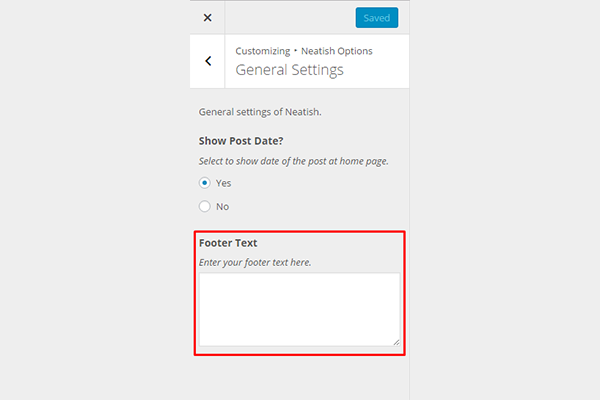 Saved
Customizing • Neatish Options
General Settings
General settings of Neatish.
Show Post Date?
Select to show date of the post at home page.
Yes
No
Footer Text
Enter your footer text here.